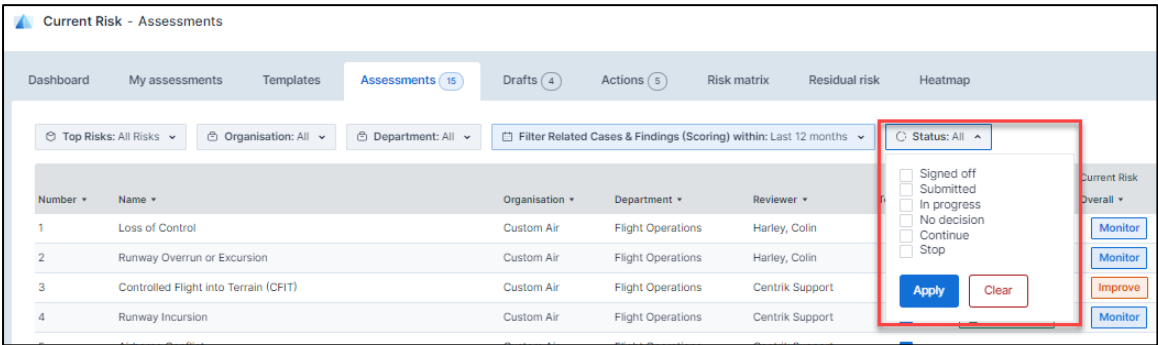 Current Risk - Assessments
Dashboard My assessments Templates Assessments 15 Drafts 4 Actions 5 Risk matrix Residual risk Heatmap
Top Risks: All Risks Organisation: All Department: All Filter Related Cases & Findings (Scoring) within: Last 12 months Status: All
Signed off
Submitted
In progress
No decision
Continue
Stop
Apply Clear
Current Risk
Number Name Organisation Department Reviewer Overall
1 Loss of Control Custom Air Flight Operations Harley, Colin Monitor
2 Runway Overrun or Excursion Custom Air Flight Operations Harley, Colin Monitor
3 Controlled Flight into Terrain (CFIT) Custom Air Flight Operations Centrik Support Improve
4 Runway Incursion Custom Air Flight Operations Centrik Support Monitor